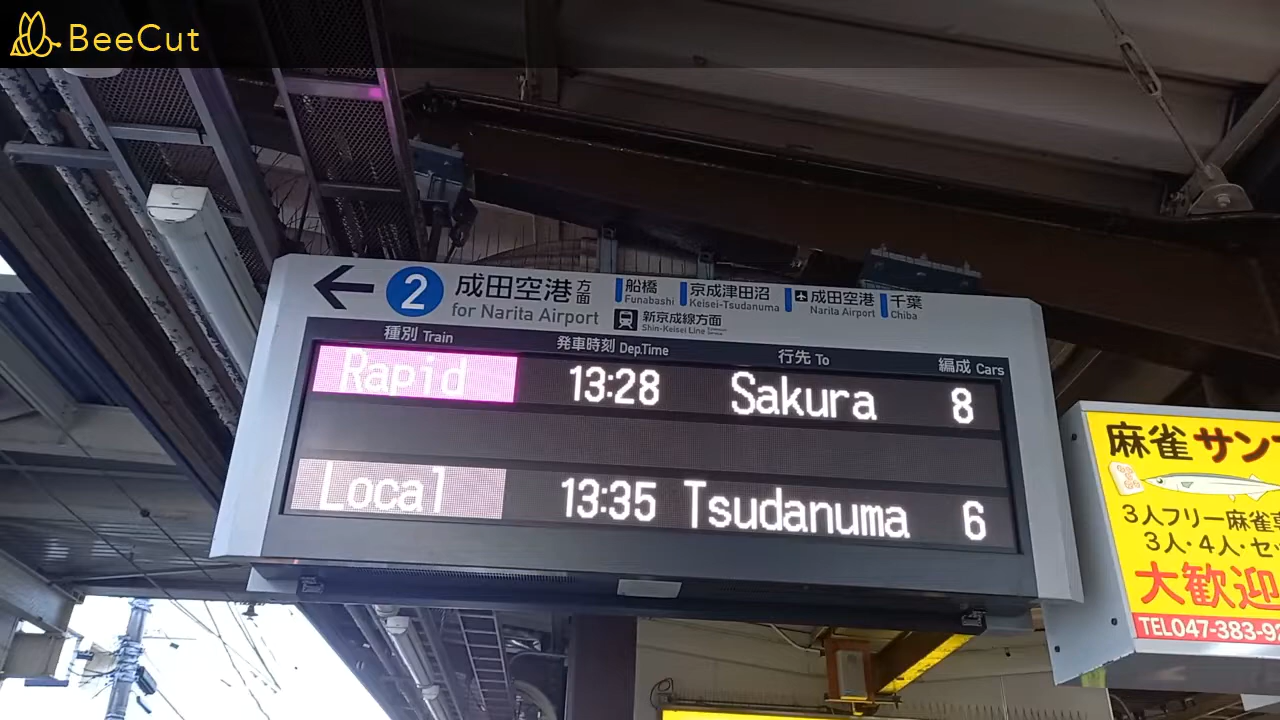 BeeCut
2 成田空港方面 船橋 京成津田沼 成田空港 千葉
for Narita Airport Funabashi Keisei-Tsudanuma Narita Airport Chiba
新京成線方面
Shin-Keisei Line
種別 Train 発車時刻 Dep.Time 行先 To 編成 Cars
Rapid 13:28 Sakura 8
Local 13:35 Tsudanuma 6
麻雀サン
3人フリー麻雀
3人・4人・セッ
大歓迎
TEL047-383-9